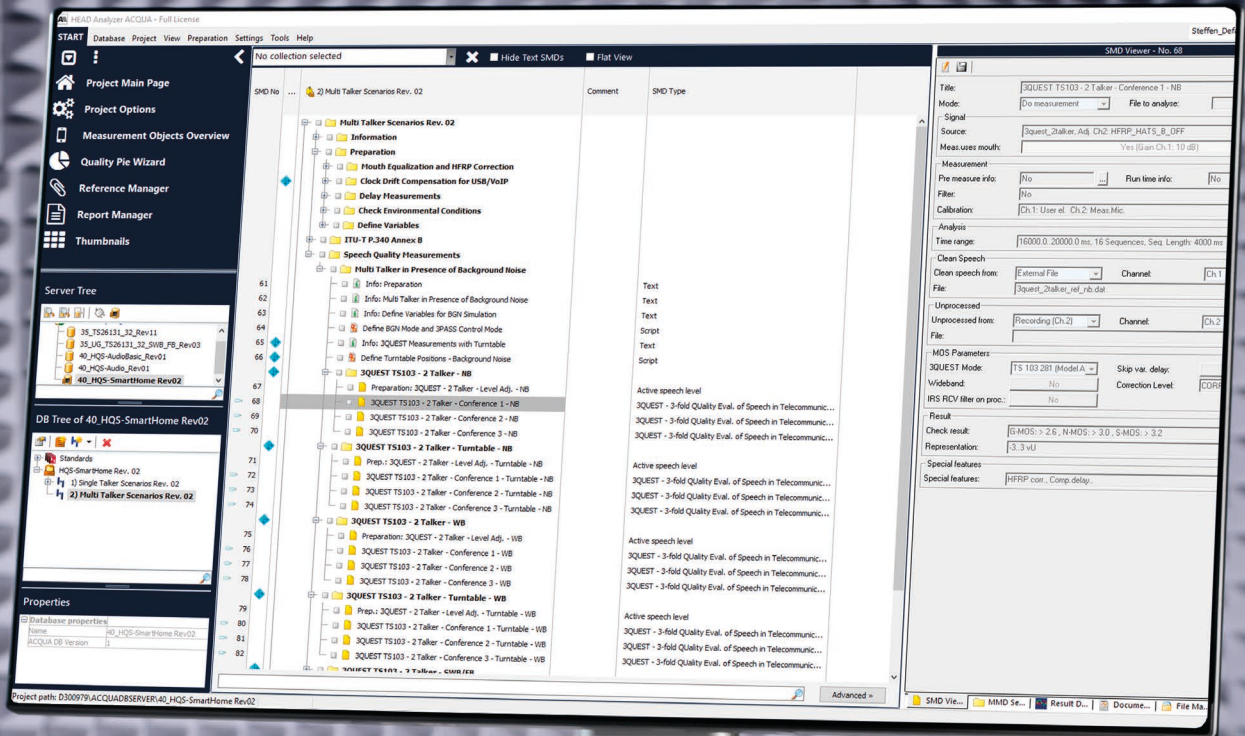 HEAD Analyzer ACQUA - Full License
START Database Project View Preparation Settings Tools Help
Steffen_Defa
No collection selected Hide Text SMDs Flat View
SMD Viewer - No. 68
Project Main Page
Project Options
Measurement Objects Overview
Quality Pie Wizard
Reference Manager
Report Manager
Thumbnails
Server Tree
35_TS26131_32_Rev11
35_UG_TS26131_32_SWB_FB_Rev03
40_HQS-AudioBasic_Rev01
40_HQS-Audio_Rev01
40_HQS-SmartHome Rev02
DB Tree of 40_HQS-SmartHome Rev02
Standards
HQS-SmartHome Rev. 02
1) Single Talker Scenarios Rev. 02
2) Multi Talker Scenarios Rev. 02
Properties
Database properties
Name 40_HQS-SmartHome Rev02
ACQUA DB Version 1
SMD No ... 2) Multi Talker Scenarios Rev. 02 Comment SMD Type
Multi Talker Scenarios Rev. 02
Information
Preparation
Mouth Equalization and HFRP Correction
Clock Drift Compensation for USB/VoIP
Delay Measurements
Check Environmental Conditions
Define Variables
ITU-T P.340 Annex B
Speech Quality Measurements
Multi Talker in Presence of Background Noise
61 Info: Preparation Text
62 Info: Multi Talker in Presence of Background Noise Text
63 Info: Define Variables for BGN Simulation Text
64 Define BGN Mode and 3PASS Control Mode Script
65 Info: 3QUEST Measurements with Turntable Text
66 Define Turntable Positions - Background Noise Script
3QUEST TS103 - 2 Talker - NB
67 Preparation: 3QUEST - 2 Talker - Level Adj. - NB Active speech level
68 3QUEST TS103 - 2 Talker - Conference 1 - NB 3QUEST - 3-fold QUality Eval. of Speech in Telecommunic...
69 3QUEST TS103 - 2 Talker - Conference 2 - NB 3QUEST - 3-fold QUality Eval. of Speech in Telecommunic...
70 3QUEST TS103 - 2 Talker - Conference 3 - NB 3QUEST - 3-fold QUality Eval. of Speech in Telecommunic...
3QUEST TS103 - 2 Talker - Turntable - NB
71 Prep.: 3QUEST - 2 Talker - Level Adj. - Turntable - NB Active speech level
72 3QUEST TS103 - 2 Talker - Conference 1 - Turntable - NB 3QUEST - 3-fold QUality Eval. of Speech in Telecommunic...
73 3QUEST TS103 - 2 Talker - Conference 2 - Turntable - NB 3QUEST - 3-fold QUality Eval. of Speech in Telecommunic...
74 3QUEST TS103 - 2 Talker - Conference 3 - Turntable - NB 3QUEST - 3-fold QUality Eval. of Speech in Telecommunic...
3QUEST TS103 - 2 Talker - WB
75 Preparation: 3QUEST - 2 Talker - Level Adj. - WB Active speech level
76 3QUEST TS103 - 2 Talker - Conference 1 - WB 3QUEST - 3-fold QUality Eval. of Speech in Telecommunic...
77 3QUEST TS103 - 2 Talker - Conference 2 - WB 3QUEST - 3-fold QUality Eval. of Speech in Telecommunic...
78 3QUEST TS103 - 2 Talker - Conference 3 - WB 3QUEST - 3-fold QUality Eval. of Speech in Telecommunic...
3QUEST TS103 - 2 Talker - Turntable - WB
79 Prep.: 3QUEST - 2 Talker - Level Adj. - Turntable - WB Active speech level
80 3QUEST TS103 - 2 Talker - Conference 1 - Turntable - WB 3QUEST - 3-fold QUality Eval. of Speech in Telecommunic...
81 3QUEST TS103 - 2 Talker - Conference 2 - Turntable - WB 3QUEST - 3-fold QUality Eval. of Speech in Telecommunic...
82 3QUEST TS103 - 2 Talker - Conference 3 - Turntable - WB 3QUEST - 3-fold QUality Eval. of Speech in Telecommunic...
Advanced »
Title: 3QUEST TS103 - 2 Talker - Conference 1 - NB
Mode: Do measurement File to analyse:
Signal
Source: 3quest_2talker, Adj. Ch2: HFRP_HATS_B_OFF
Meas.uses mouth: Yes (Gain Ch.1: 10 dB)
Measurement
Pre measure info: No ... Run time info: No
Filter: No
Calibration: Ch.1: User el. Ch.2: Meas.Mic.
Analysis
Time range: 16000.0..20000.0 ms, 16 Sequences, Seq. Length: 4000 ms
Clean Speech
Clean speech from: External File Channel: Ch.1
File: 3quest_2talker_ref_nb.dat
Unprocessed
Unprocessed from: Recording (Ch.2) Channel: Ch.2
File:
MOS Parameters
3QUEST Mode: TS 103 281 (Model A Skip var. delay:
Wideband: No Correction Level: CORR
IRS RCV filter on proc.: No
Result
Check result: G-MOS: > 2.6 , N-MOS: > 3.0 , S-MOS: > 3.2
Representation: -3..3 vU
Special features
Special features: HFRP corr., Comp.delay,
SMD Vie... MMD Se... Result D... Docume... File Ma...
Project path: D300979\ACQUADBSERVER\40_HQS-SmartHome Rev02